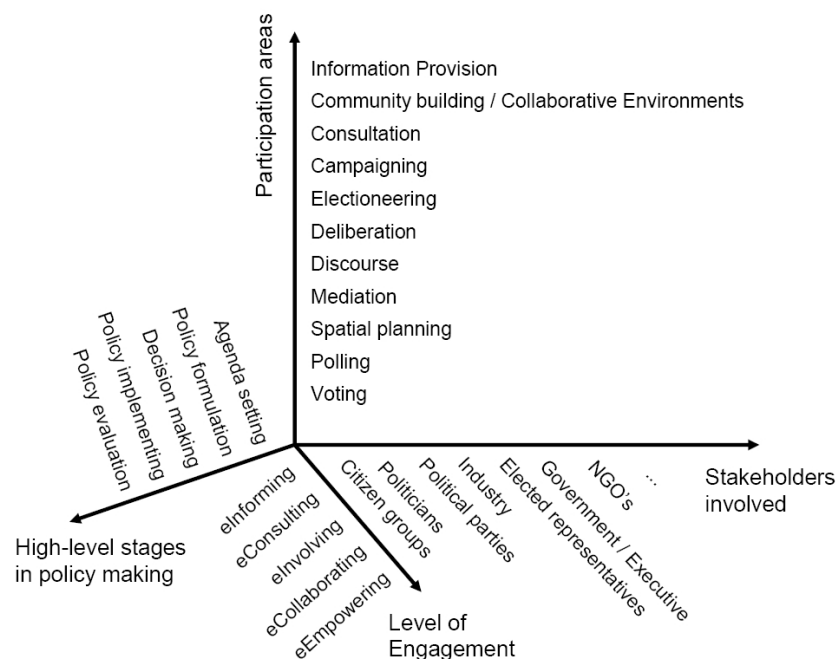 Participation areas
Information Provision
Community building / Collaborative Environments
Consultation
Campaigning
Electioneering
Deliberation
Discourse
Mediation
Spatial planning
Polling
Voting
Policy evaluation
Policy implementing
Decision making
Policy formulation
Agenda setting
High-level stages
in policy making
eInforming
eConsulting
eInvolving
eCollaborating
eEmpowering
Level of
Engagement
Citizen groups
Politicians
Political parties
Industry
Elected representatives
Government / Executive
NGO's
...
Stakeholders
involved